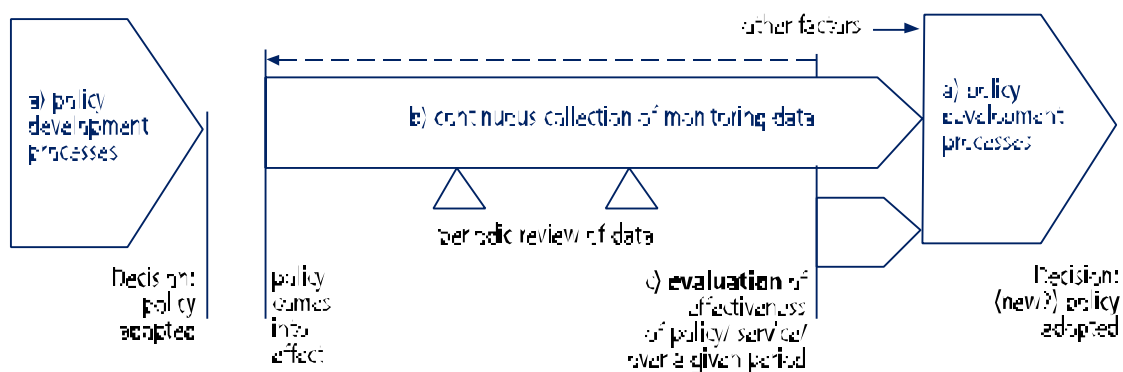 other factors
a) policy
development
processes
b) continuous collection of monitoring data
a) policy
development
processes
periodic review of data
Decision:
policy
adopted
policy
comes
into
effect
c) evaluation of
effectiveness
of policy/ service/
over a given period
Decision:
(new?) policy
adopted